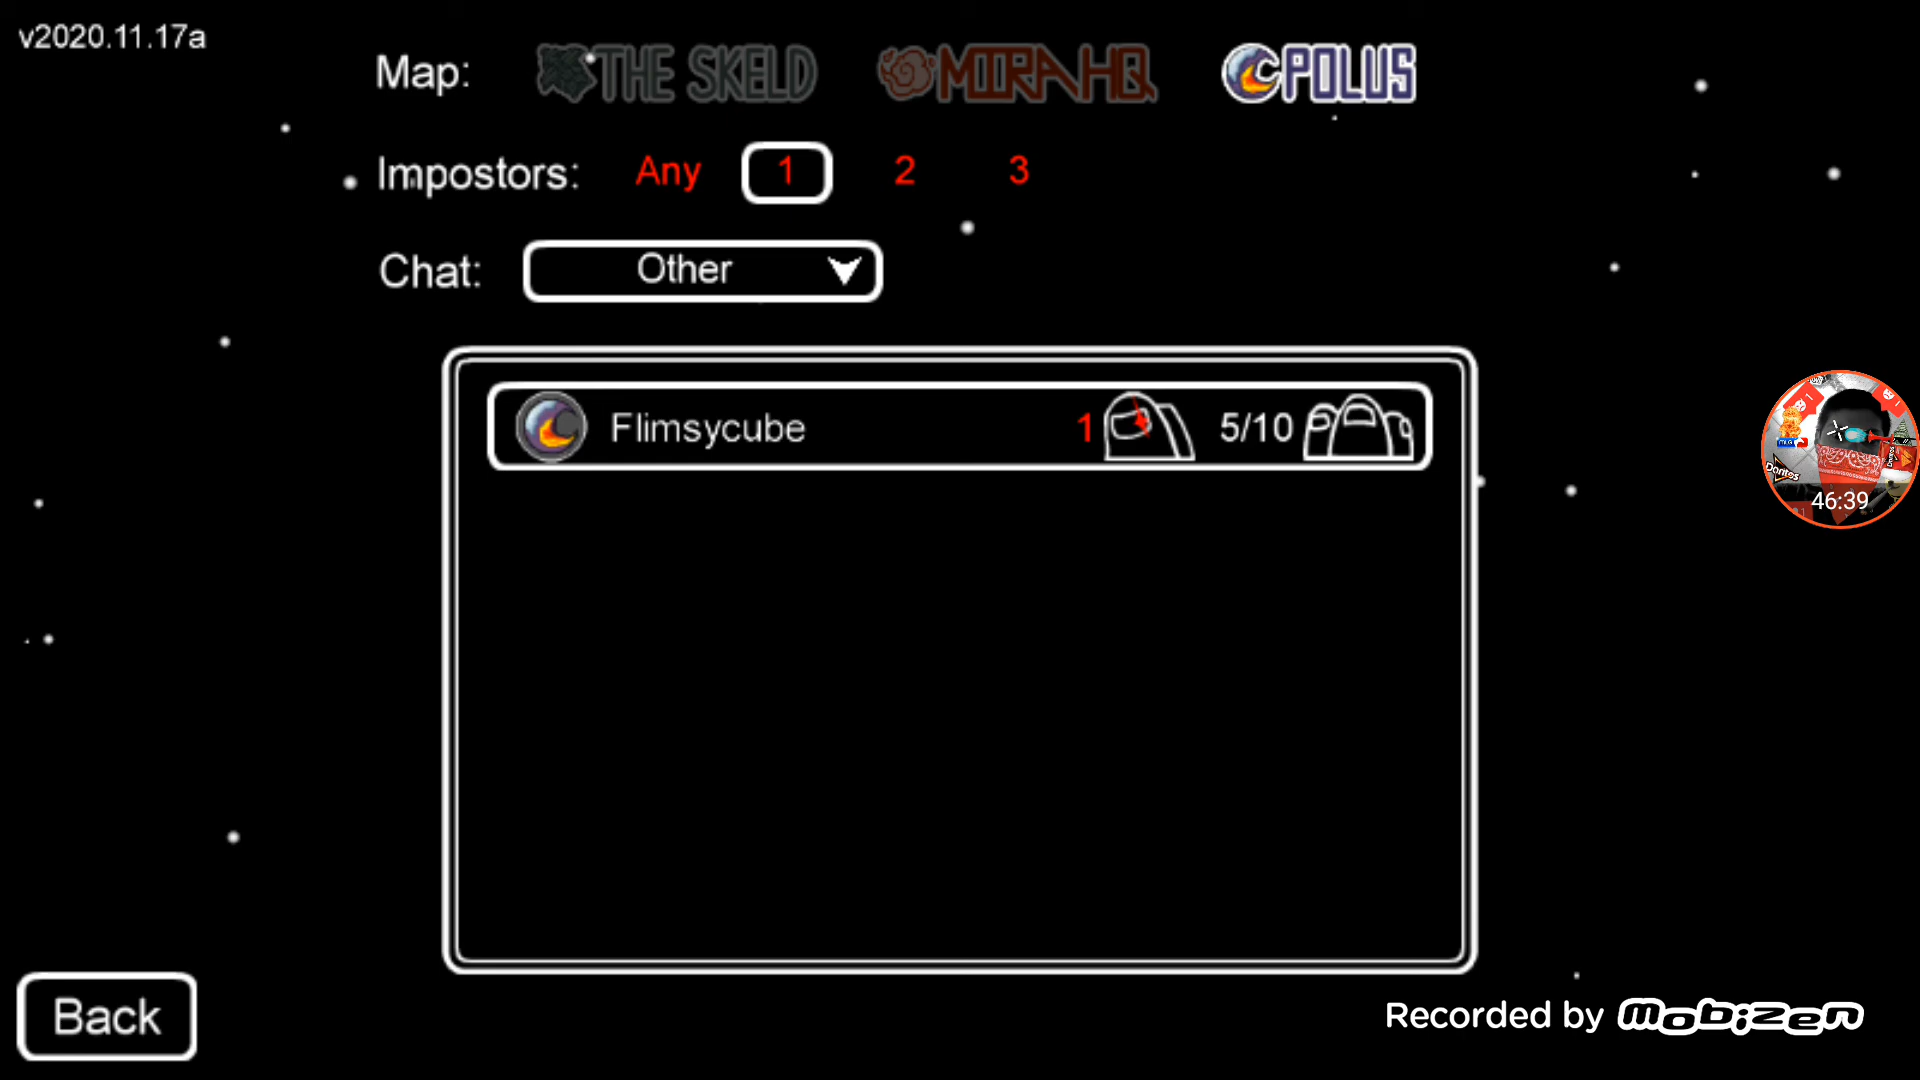 v2020.11.17a
Map: THE SKELD MIRA HQ POLUS
Impostors: Any 1 2 3
Chat: Other
Flimsycube 1 5/10
Doritos
46:39
Back
Recorded by mobizen